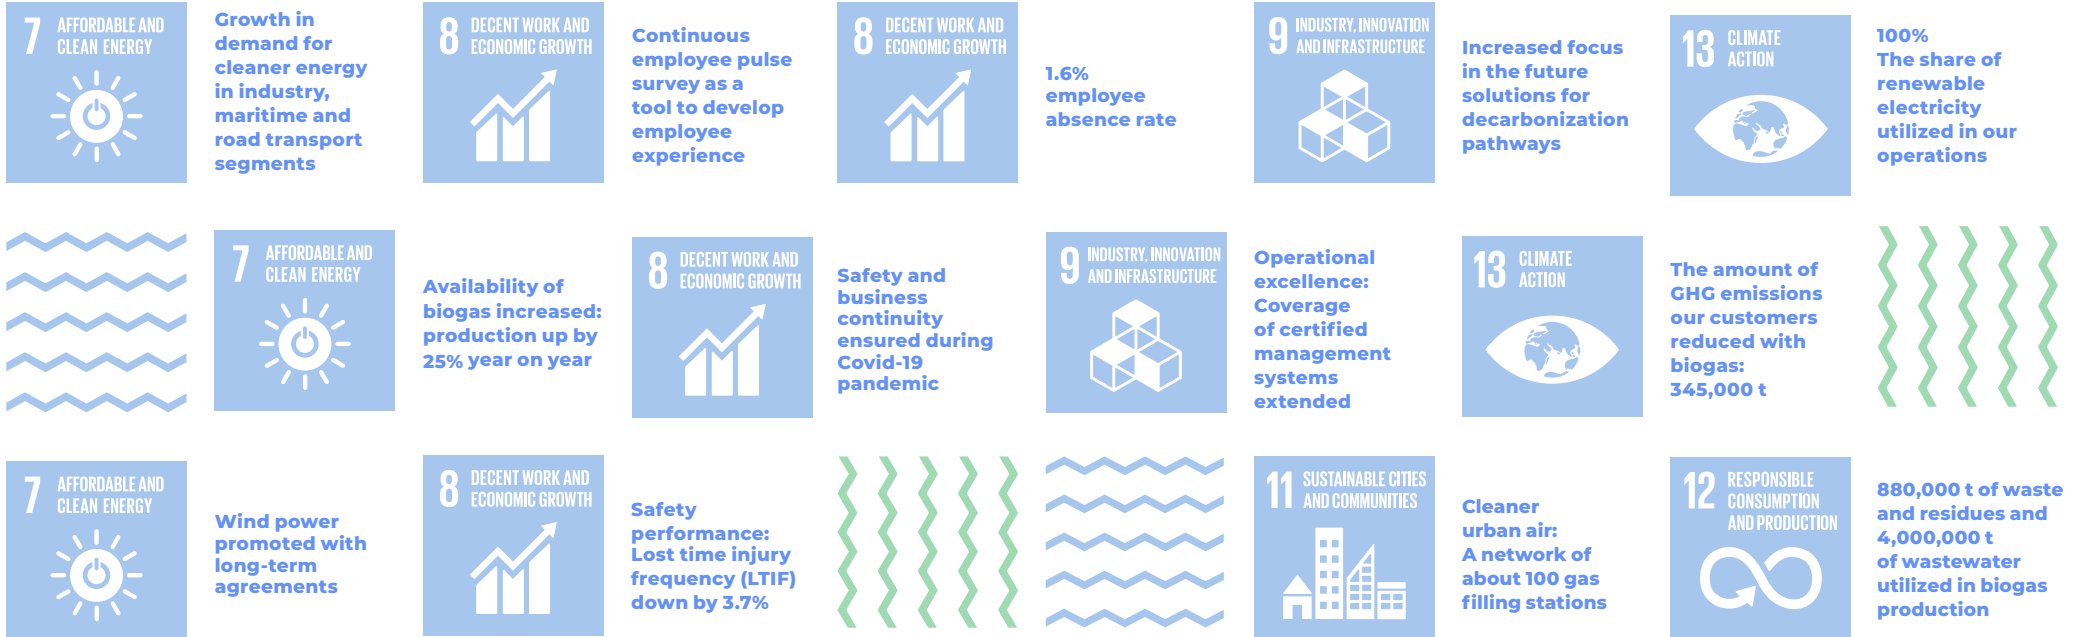 7
AFFORDABLE AND
CLEAN ENERGY
Growth in
demand for
cleaner energy
in industry,
maritime and
road transport
segments
8
DECENT WORK AND
ECONOMIC GROWTH
Continuous
employee pulse
survey as a
tool to develop
employee
experience
8
DECENT WORK AND
ECONOMIC GROWTH
1.6%
employee
absence rate
9
INDUSTRY, INNOVATION
AND INFRASTRUCTURE
Increased focus
in the future
solutions for
decarbonization
pathways
13
CLIMATE
ACTION
100%
The share of
renewable
electricity
utilized in our
operations
7
AFFORDABLE AND
CLEAN ENERGY
Availability of
biogas increased:
production up by
25% year on year
8
DECENT WORK AND
ECONOMIC GROWTH
Safety and
business
continuity
ensured during
Covid-19
pandemic
9
INDUSTRY, INNOVATION
AND INFRASTRUCTURE
Operational
excellence:
Coverage
of certified
management
systems
extended
13
CLIMATE
ACTION
The amount of
GHG emissions
our customers
reduced with
biogas:
345,000 t
7
AFFORDABLE AND
CLEAN ENERGY
Wind power
promoted with
long-term
agreements
8
DECENT WORK AND
ECONOMIC GROWTH
Safety
performance:
Lost time injury
frequency (LTIF)
down by 3.7%
11
SUSTAINABLE CITIES
AND COMMUNITIES
Cleaner
urban air:
A network of
about 100 gas
filling stations
12
RESPONSIBLE
CONSUMPTION
AND PRODUCTION
880,000 t of waste
and residues and
4,000,000 t
of wastewater
utilized in biogas
production